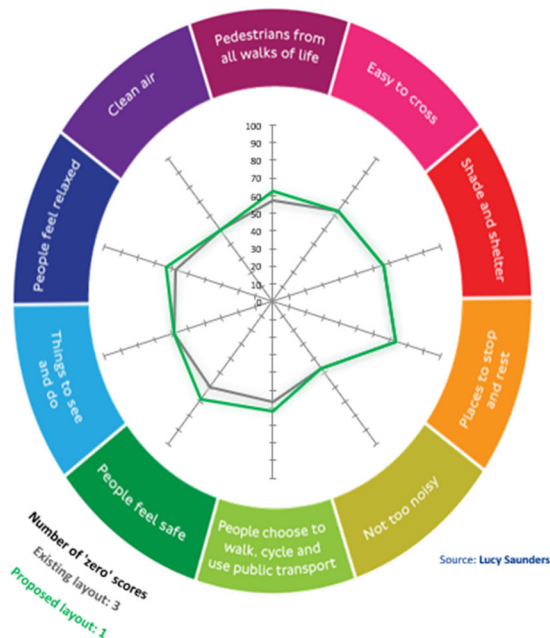 Pedestrians from
all walks of life
Easy to cross
Shade and shelter
Places to stop
and rest
Not too noisy
People choose to
walk, cycle and
use public transport
People feel safe
Things to see
and do
People feel relaxed
Clean air
100
90
80
70
60
50
40
30
20
10
0
Number of 'zero' scores
Existing layout: 3
Proposed layout: 1
Source: Lucy Saunders